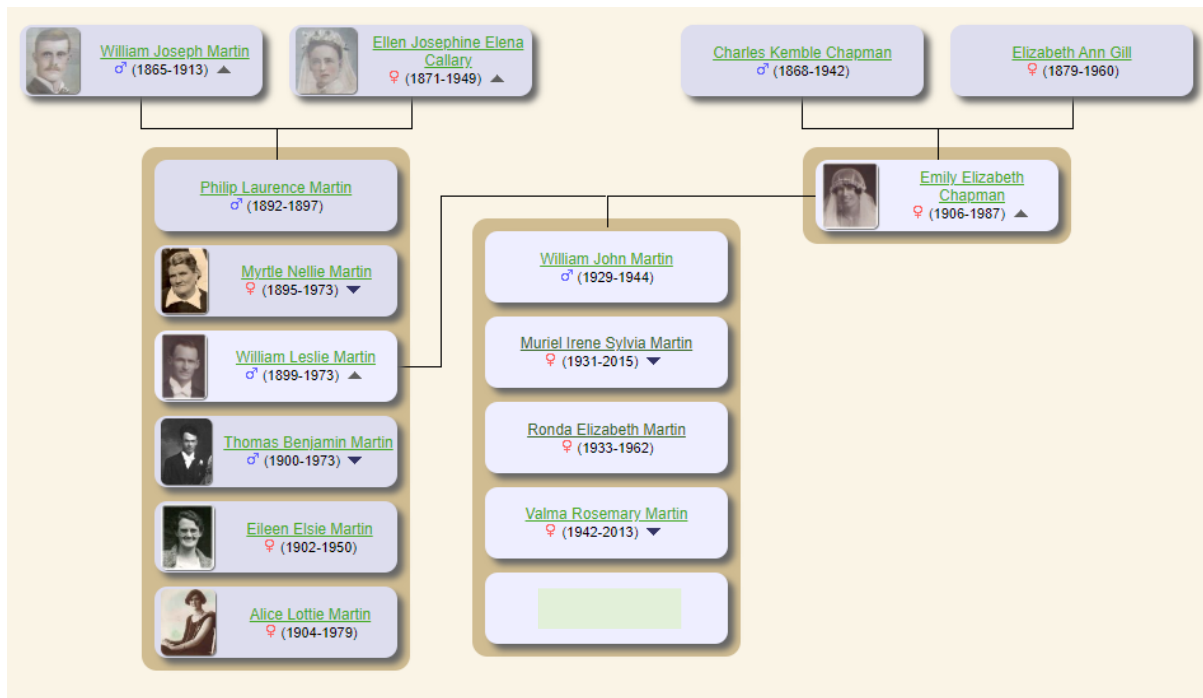 William Joseph Martin
♂ (1865-1913) ▲
Ellen Josephine Elena
Callary
♀ (1871-1949) ▲
Charles Kemble Chapman
♂ (1868-1942)
Elizabeth Ann Gill
♀ (1879-1960)
Philip Laurence Martin
♂ (1892-1897)
Myrtle Nellie Martin
♀ (1895-1973) ▼
William Leslie Martin
♂ (1899-1973) ▲
Thomas Benjamin Martin
♂ (1900-1973) ▼
Eileen Elsie Martin
♀ (1902-1950)
Alice Lottie Martin
♀ (1904-1979)
Emily Elizabeth
Chapman
♀ (1906-1987) ▲
William John Martin
♂ (1929-1944)
Muriel Irene Sylvia Martin
♀ (1931-2015) ▼
Ronda Elizabeth Martin
♀ (1933-1962)
Valma Rosemary Martin
♀ (1942-2013) ▼